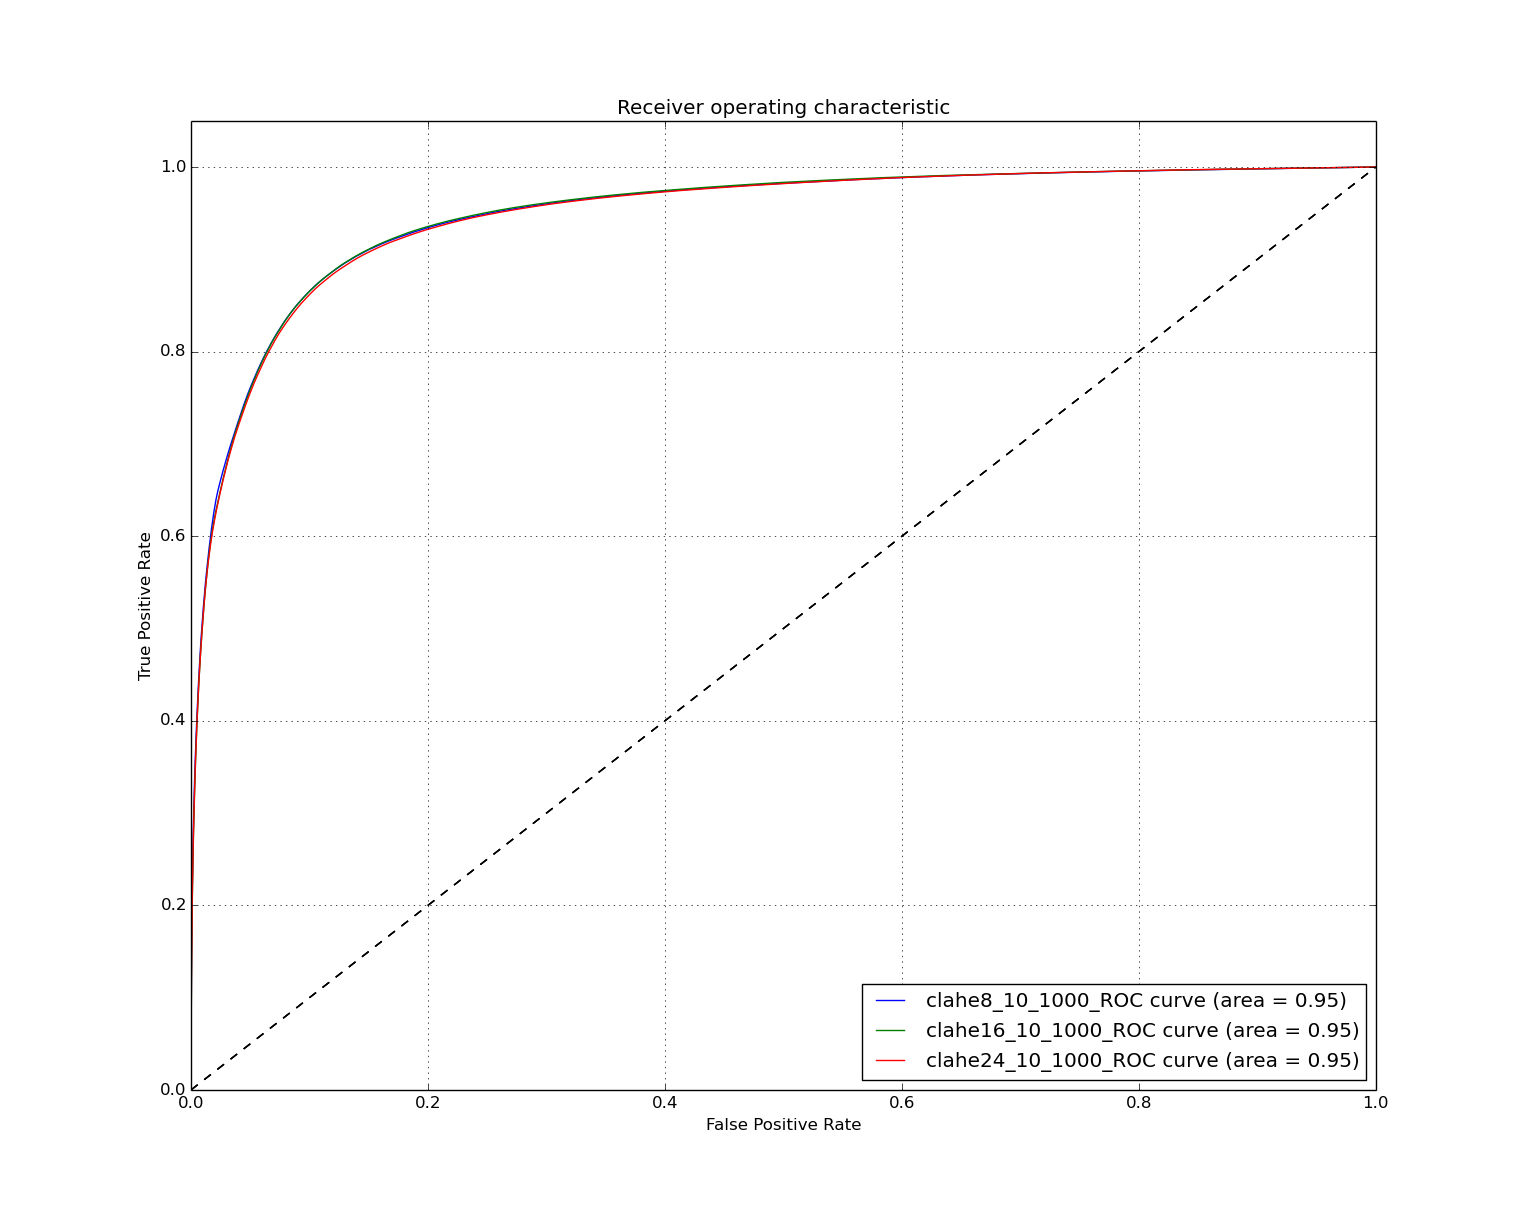 Receiver operating characteristic
1.0
0.8
0.6
0.4
0.2
0.0
True Positive Rate
clahe8_10_1000_ROC curve (area = 0.95)
clahe16_10_1000_ROC curve (area = 0.95)
clahe24_10_1000_ROC curve (area = 0.95)
0.0 0.2 0.4 0.6 0.8 1.0
False Positive Rate